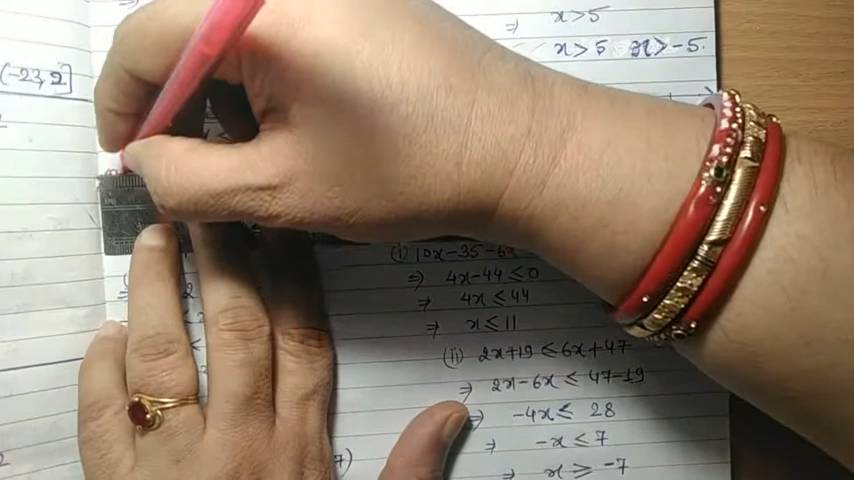 ⇒ x > 5
x > 5 x > -5
(-23, 2]
(i) 10x-35-6x
⇒ 4x-44 ≤ 0
⇒ 4x ≤ 44
⇒ x ≤ 11
(ii) 2x+19 ≤ 6x+47
⇒ 2x-6x ≤ 47-19
⇒ -4x ≤ 28
⇒ -x ≤ 7
⇒ x ≥ -7